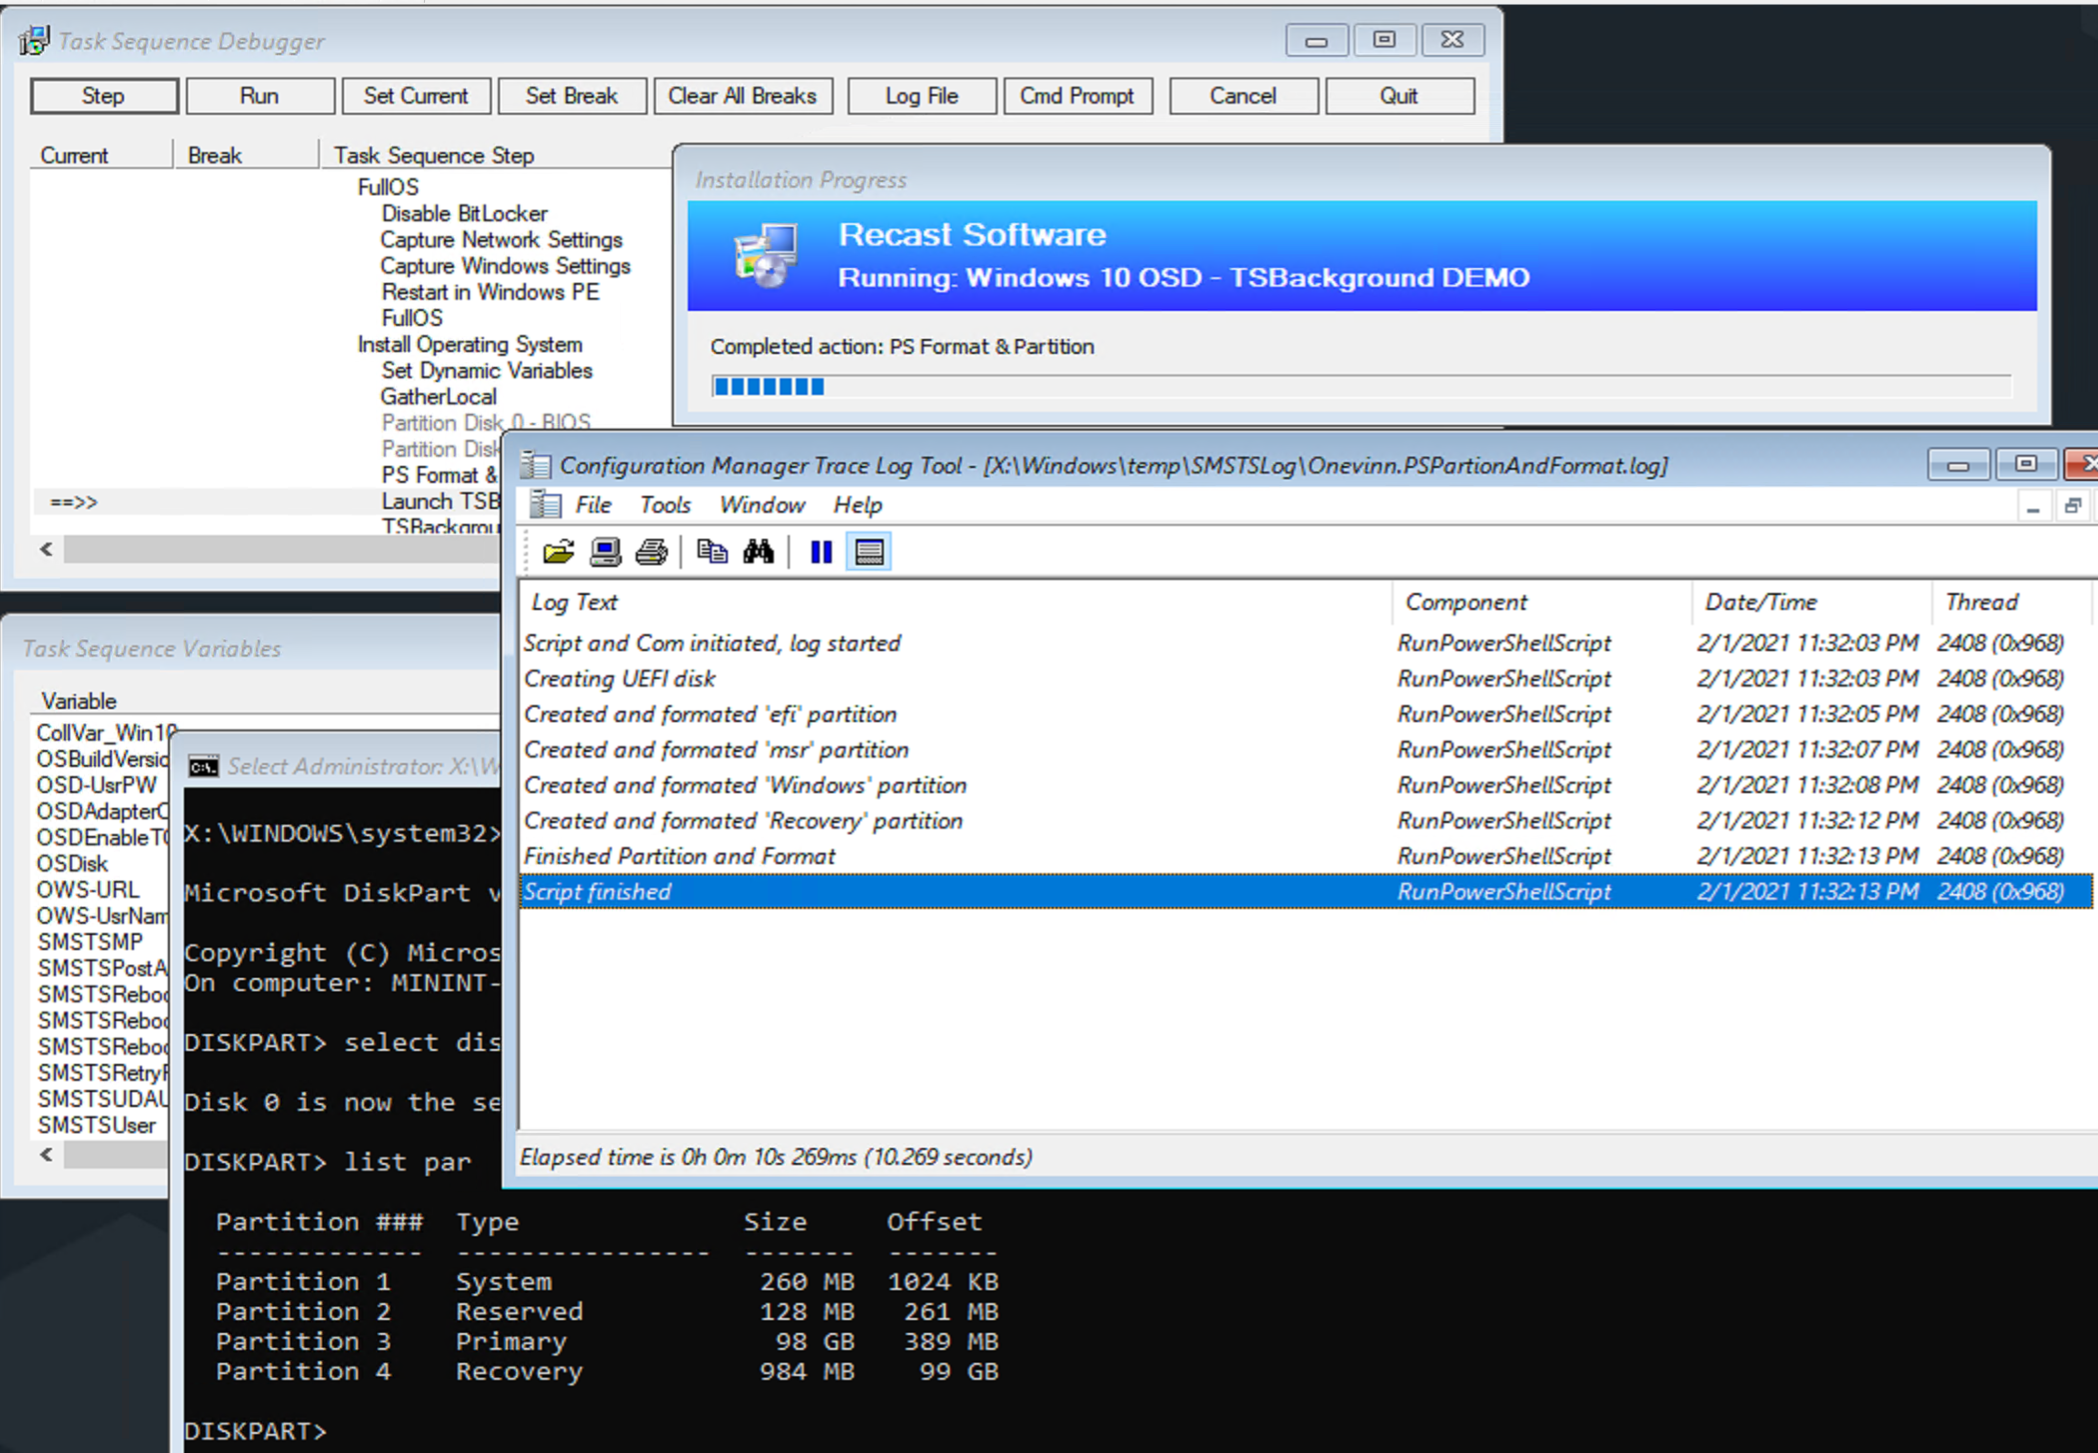 Task Sequence Debugger
Step Run Set Current Set Break Clear All Breaks Log File Cmd Prompt Cancel Quit
Current Break Task Sequence Step
FullOS
Disable BitLocker
Capture Network Settings
Capture Windows Settings
Restart in Windows PE
FullOS
Install Operating System
Set Dynamic Variables
GatherLocal
Partition Disk 0 - BIOS
Partition Disk
PS Format &
==>> Launch TSB
TSBackgrou
Installation Progress
Recast Software
Running: Windows 10 OSD - TSBackground DEMO
Completed action: PS Format & Partition
Configuration Manager Trace Log Tool - [X:\Windows\temp\SMSTSLog\Onevinn.PSPartionAndFormat.log]
File Tools Window Help
Log Text Component Date/Time Thread
Script and Com initiated, log started RunPowerShellScript 2/1/2021 11:32:03 PM 2408 (0x968)
Creating UEFI disk RunPowerShellScript 2/1/2021 11:32:03 PM 2408 (0x968)
Created and formated 'efi' partition RunPowerShellScript 2/1/2021 11:32:05 PM 2408 (0x968)
Created and formated 'msr' partition RunPowerShellScript 2/1/2021 11:32:07 PM 2408 (0x968)
Created and formated 'Windows' partition RunPowerShellScript 2/1/2021 11:32:08 PM 2408 (0x968)
Created and formated 'Recovery' partition RunPowerShellScript 2/1/2021 11:32:12 PM 2408 (0x968)
Finished Partition and Format RunPowerShellScript 2/1/2021 11:32:13 PM 2408 (0x968)
Script finished RunPowerShellScript 2/1/2021 11:32:13 PM 2408 (0x968)
Elapsed time is 0h 0m 10s 269ms (10.269 seconds)
Task Sequence Variables
Variable
CollVar_Win10
OSBuildVersio
OSD-UsrPW
OSDAdapterC
OSDEnableTC
OSDisk
OWS-URL
OWS-UsrNam
SMSTSMP
SMSTSPostA
SMSTSReboo
SMSTSReboo
SMSTSReboo
SMSTSRetryF
SMSTSUDAU
SMSTSUser
Select Administrator: X:\W
X:\WINDOWS\system32>
Microsoft DiskPart v
Copyright (C) Micros
On computer: MININT-
DISKPART> select dis
Disk 0 is now the se
DISKPART> list par
Partition ### Type Size Offset
------------- ---------------- ------- -------
Partition 1 System 260 MB 1024 KB
Partition 2 Reserved 128 MB 261 MB
Partition 3 Primary 98 GB 389 MB
Partition 4 Recovery 984 MB 99 GB
DISKPART>